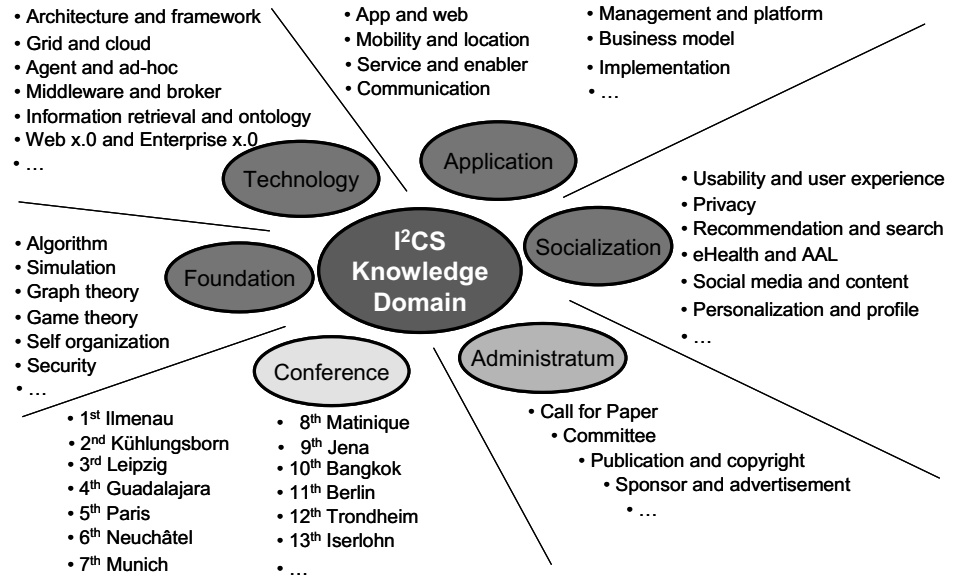 • Architecture and framework
• Grid and cloud
• Agent and ad-hoc
• Middleware and broker
• Information retrieval and ontology
• Web x.0 and Enterprise x.0
• …
Technology
• App and web
• Mobility and location
• Service and enabler
• Communication
• Management and platform
• Business model
• Implementation
• …
Application
• Usability and user experience
• Privacy
• Recommendation and search
• eHealth and AAL
• Social media and content
• Personalization and profile
• …
Socialization
I²CS
Knowledge
Domain
Foundation
• Algorithm
• Simulation
• Graph theory
• Game theory
• Self organization
• Security
• …
Conference
• 1st Ilmenau
• 2nd Kühlungsborn
• 3rd Leipzig
• 4th Guadalajara
• 5th Paris
• 6th Neuchâtel
• 7th Munich
• 8th Matinique
• 9th Jena
• 10th Bangkok
• 11th Berlin
• 12th Trondheim
• 13th Iserlohn
• …
Administratum
• Call for Paper
• Committee
• Publication and copyright
• Sponsor and advertisement
• …